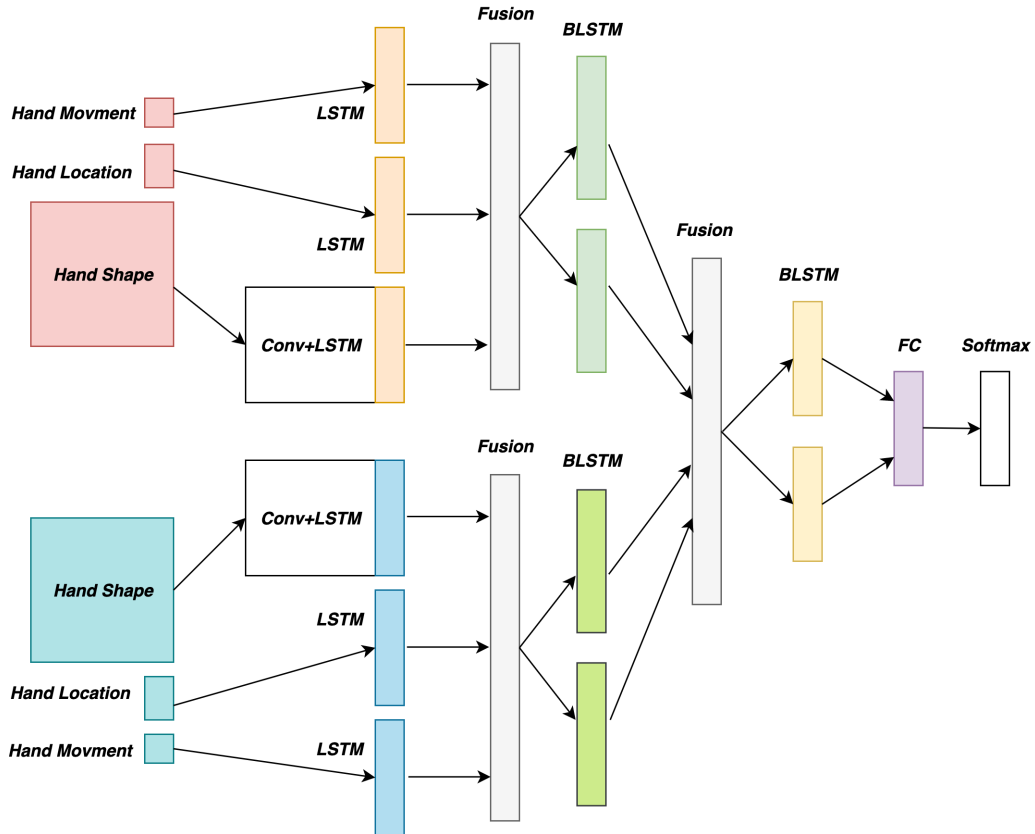 Fusion
BLSTM
Hand Movment
LSTM
Hand Location
LSTM
Hand Shape
Conv+LSTM
Fusion
BLSTM
FC
Softmax
Fusion
BLSTM
Conv+LSTM
Hand Shape
LSTM
Hand Location
Hand Movment
LSTM